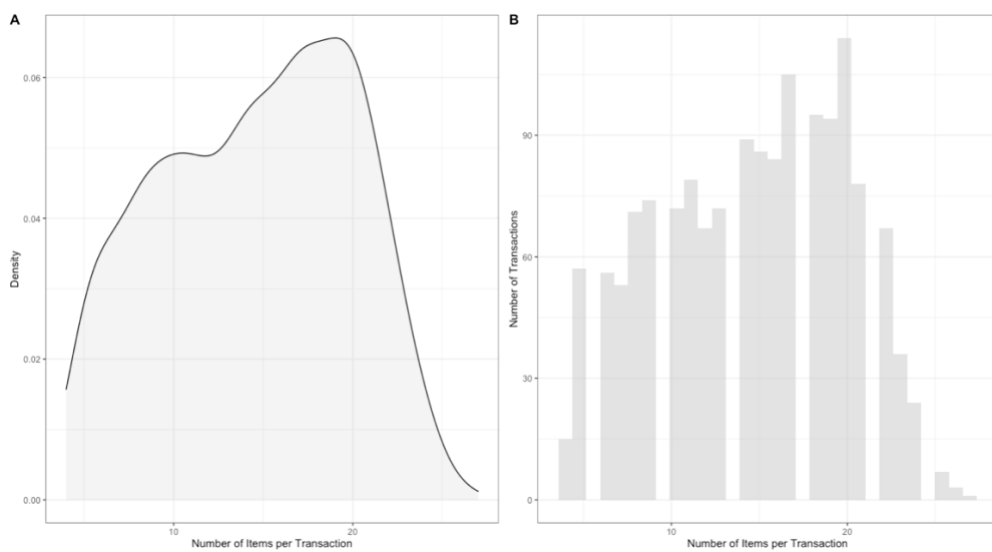 A
Density
0.06
0.04
0.02
0.00
10
20
Number of Items per Transaction
B
Number of Transactions
90
60
30
0
10
20
Number of Items per Transaction